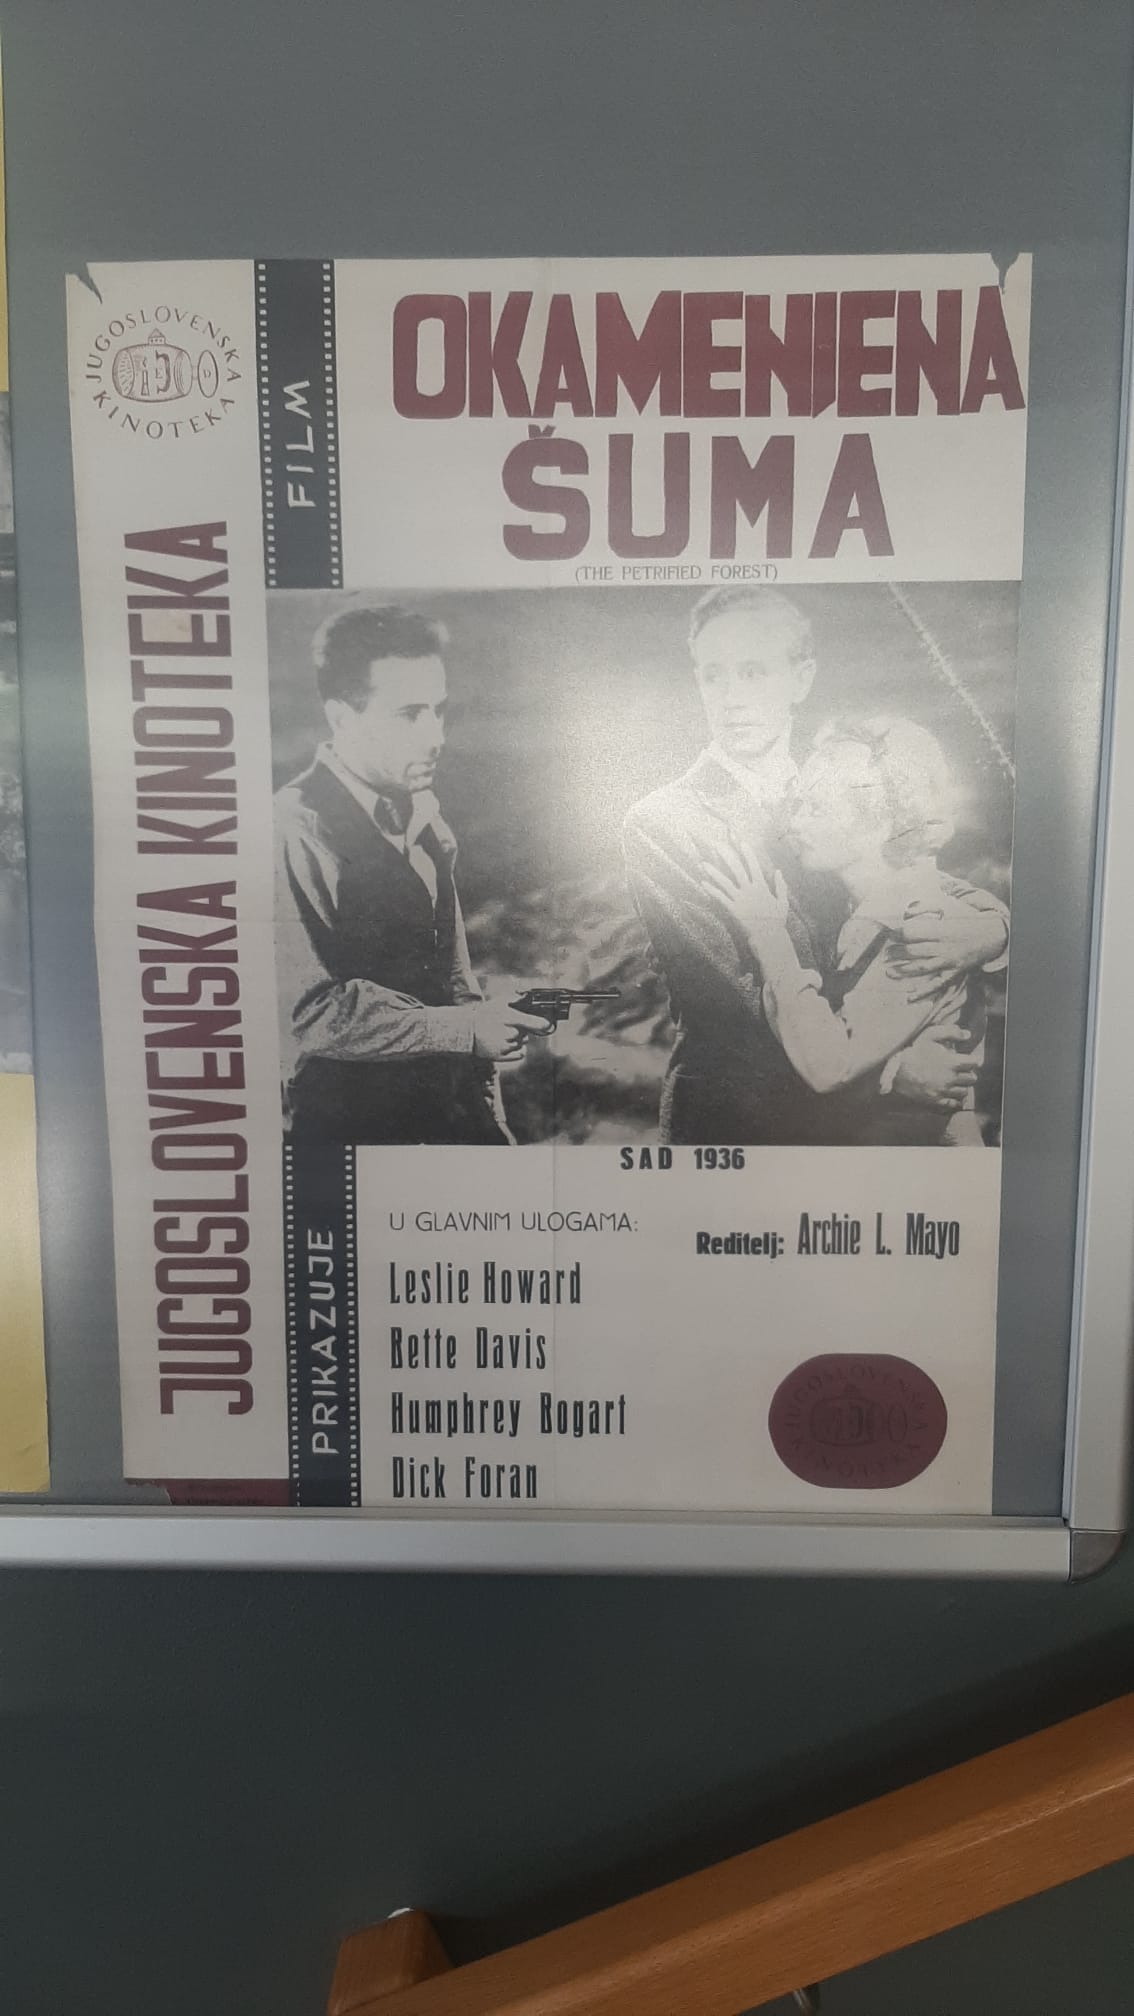 JUGOSLOVENSKA KINOTEKA
JUGOSLOVENSKA KINOTEKA
FILM
OKAMENJENA
ŠUMA
(THE PETRIFIED FOREST)
SAD 1936
PRIKAZUJE
U GLAVNIM ULOGAMA:
Reditelj: Archie L. Mayo
Leslie Howard
Bette Davis
Humphrey Bogart
Dick Foran
JUGOSLOVENSKA KINOTEKA